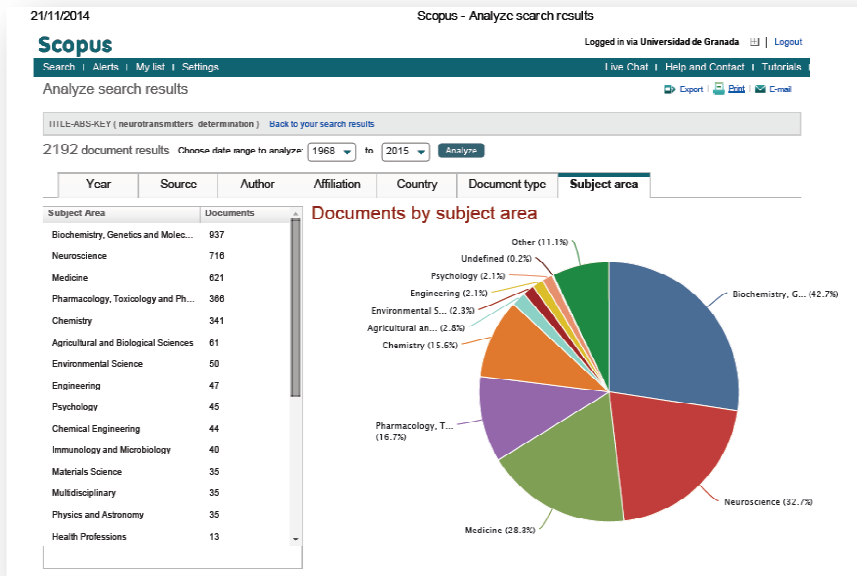 21/11/2014 Scopus - Analyze search results
Scopus Logged in via Universidad de Granada | Logout
Search | Alerts | My list | Settings Live Chat | Help and Contact | Tutorials
Analyze search results Export | Print | E-mail
TITLE-ABS-KEY ( neurotransmitters determination ) Back to your search results
2192 document results Choose date range to analyze: 1968 to 2015 Analyze
Year Source Author Affiliation Country Document type Subject area
Subject Area Documents
Biochemistry, Genetics and Molec... 937
Neuroscience 716
Medicine 621
Pharmacology, Toxicology and Ph... 366
Chemistry 341
Agricultural and Biological Sciences 61
Environmental Science 50
Engineering 47
Psychology 45
Chemical Engineering 44
Immunology and Microbiology 40
Materials Science 35
Multidisciplinary 35
Physics and Astronomy 35
Health Professions 13
Documents by subject area
Other (11.1%)
Undefined (0.2%)
Psychology (2.1%)
Engineering (2.1%)
Environmental S... (2.3%)
Agricultural an... (2.8%)
Chemistry (15.6%)
Pharmacology, T...
(16.7%)
Medicine (28.3%)
Biochemistry, G... (42.7%)
Neuroscience (32.7%)